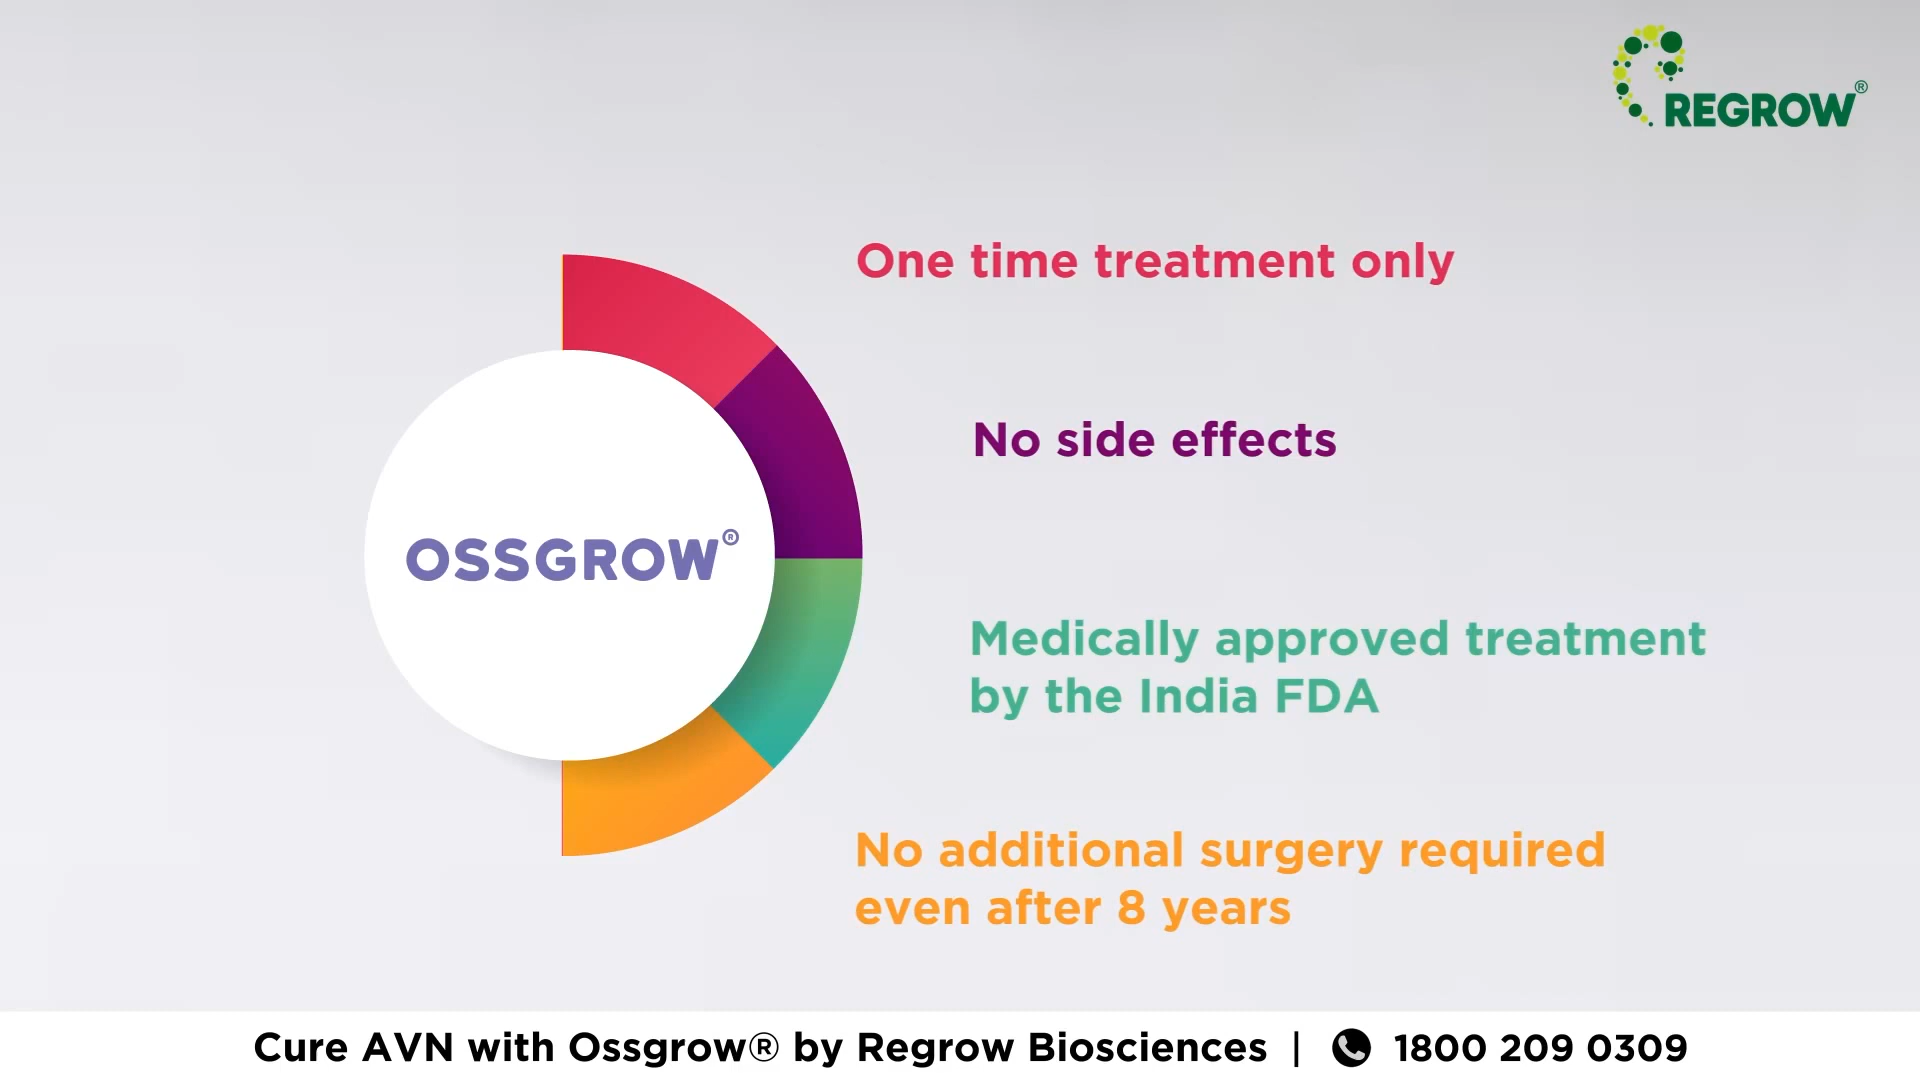 REGROW®
One time treatment only
No side effects
OSSGROW®
Medically approved treatment
by the India FDA
No additional surgery required
even after 8 years
Cure AVN with Ossgrow® by Regrow Biosciences | 1800 209 0309